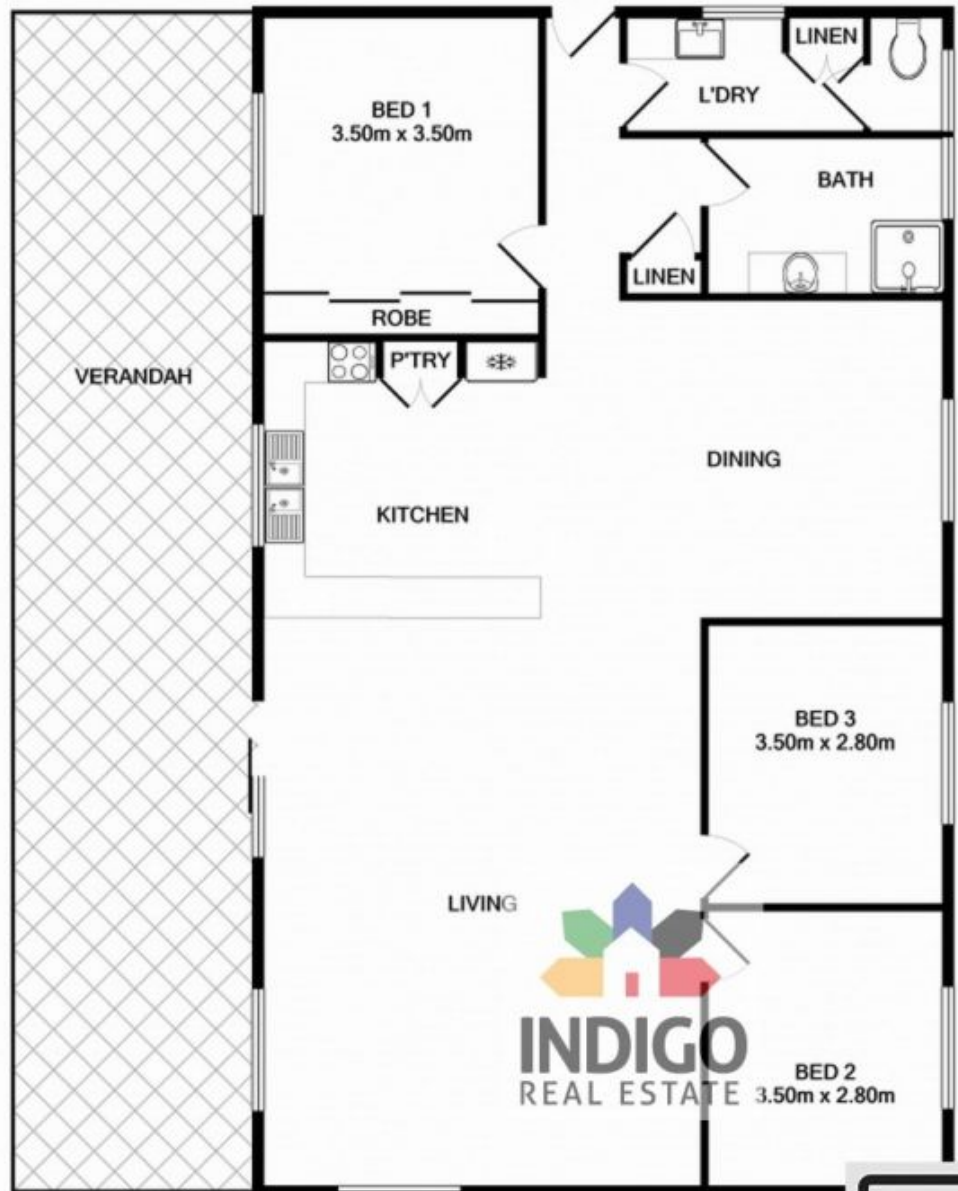 LINEN
BED 1
3.50m x 3.50m
L'DRY
BATH
LINEN
ROBE
P'TRY
VERANDAH
DINING
KITCHEN
BED 3
3.50m x 2.80m
LIVING
INDIGO
REAL ESTATE
BED 2
3.50m x 2.80m